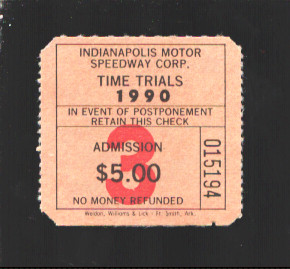 INDIANAPOLIS MOTOR
SPEEDWAY CORP.
TIME TRIALS
1990
IN EVENT OF POSTPONEMENT
RETAIN THIS CHECK
3
ADMISSION
$5.00
NO MONEY REFUNDED
015194
Weldon, Williams & Lick - Ft. Smith, Ark.